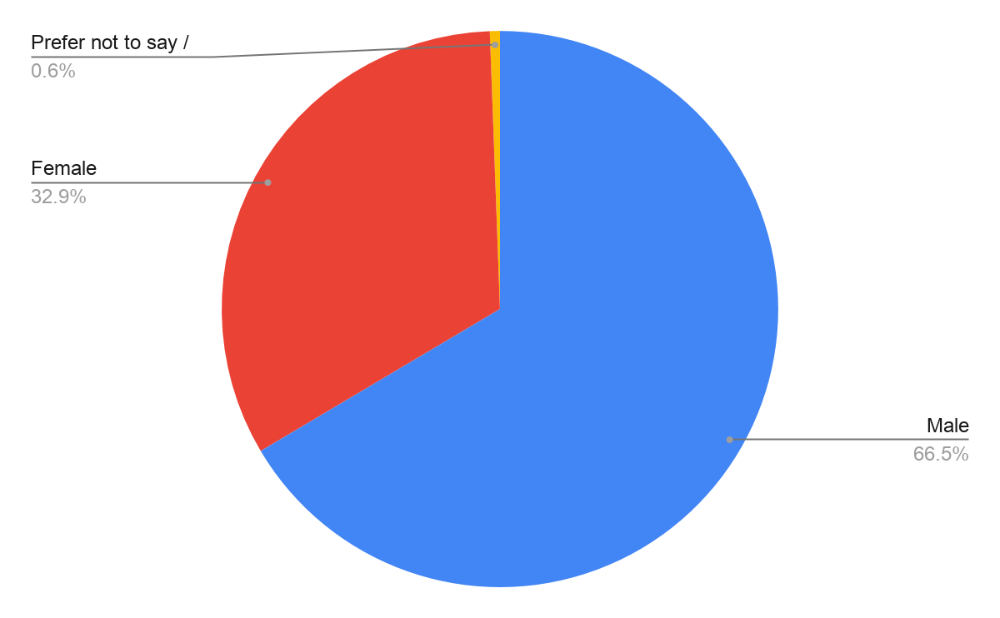 Prefer not to say /
0.6%
Female
32.9%
Male
66.5%